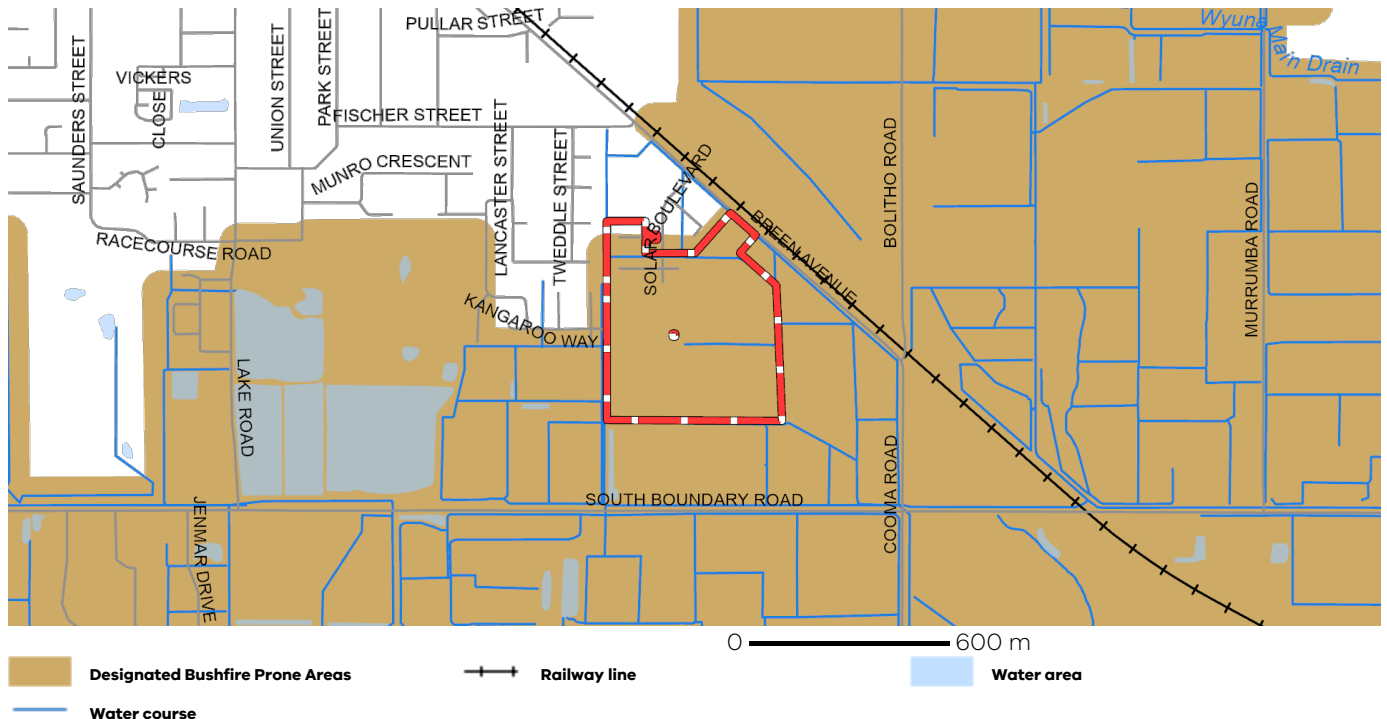 PULLAR STREET
Wyuna Main Drain
VICKERS CLOSE
SAUNDERS STREET
UNION STREET
PARK STREET
FISCHER STREET
LANCASTER STREET
TWEDDLE STREET
MUNRO CRESCENT
SOLAR BOULEVARD
BOLITHO ROAD
MURRUMBA ROAD
RACECOURSE ROAD
BREEN AVENUE
KANGAROO WAY
LAKE ROAD
COOMA ROAD
SOUTH BOUNDARY ROAD
JENMAR DRIVE
0 600 m
Designated Bushfire Prone Areas
Railway line
Water area
Water course